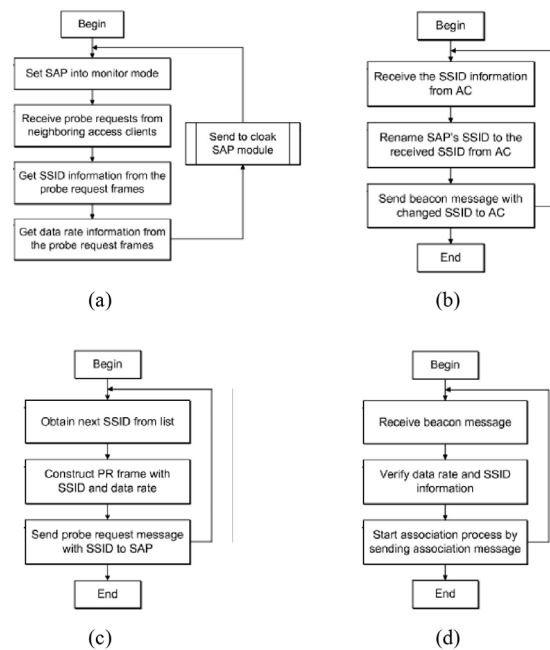 Begin
Set SAP into monitor mode
Receive probe requests from
neighboring access clients
Get SSID information from the
probe request frames
Get data rate information from
the probe request frames
Send to cloak
SAP module
(a)
Begin
Receive the SSID information
from AC
Rename SAP's SSID to the
received SSID from AC
Send beacon message with
changed SSID to AC
End
(b)
Begin
Obtain next SSID from list
Construct PR frame with
SSID and data rate
Send probe request message
with SSID to SAP
End
(c)
Begin
Receive beacon message
Verify data rate and SSID
information
Start association process by
sending association message
End
(d)